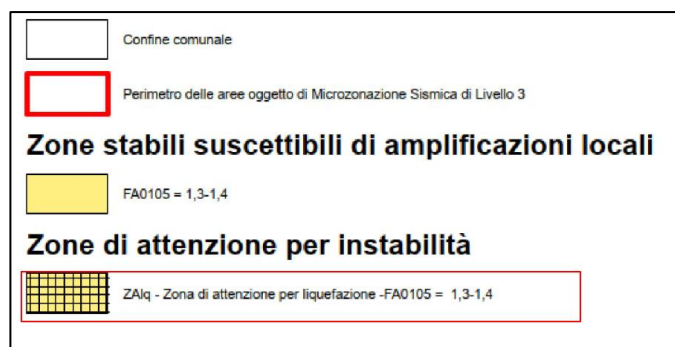 Confine comunale
Perimetro delle aree oggetto di Microzonazione Sismica di Livello 3
Zone stabili suscettibili di amplificazioni locali
FA0105 = 1,3-1,4
Zone di attenzione per instabilità
ZAlq - Zona di attenzione per liquefazione -FA0105 = 1,3-1,4